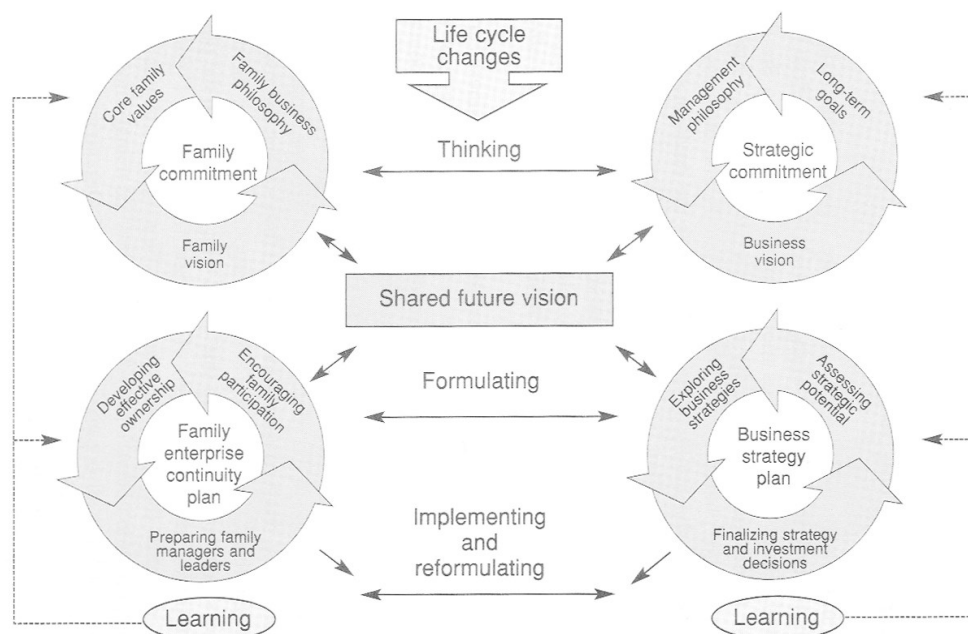 Life cycle
changes
Core family
values
Family business
philosophy
Family
commitment
Family
vision
Thinking
Management
philosophy
Long-term
goals
Strategic
commitment
Business
vision
Shared future vision
Developing
effective
ownership
Encouraging
family
participation
Family
enterprise
continuity
plan
Preparing family
managers and
leaders
Formulating
Exploring
business
strategies
Assessing
strategic
potential
Business
strategy
plan
Finalizing strategy
and investment
decisions
Implementing
and
reformulating
Learning
Learning